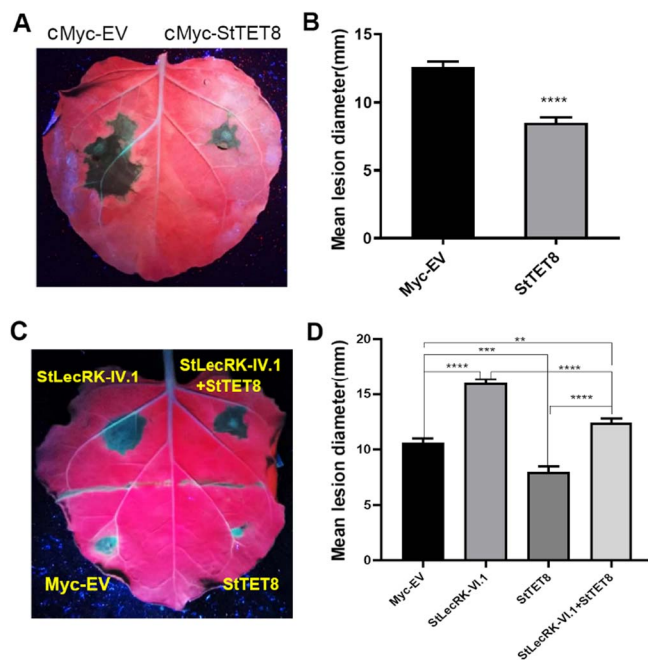 A
cMyc-EV
cMyc-StTET8
B
Mean lesion diameter(mm)
15
10
5
0
****
Myc-EV
StTET8
C
StLecRK-IV.1
StLecRK-IV.1
+StTET8
Myc-EV
StTET8
D
Mean lesion diameter(mm)
20
15
10
5
0
**
***
****
****
****
Myc-EV
StLecRK-VI.1
StTET8
StLecRK-VI.1+StTET8